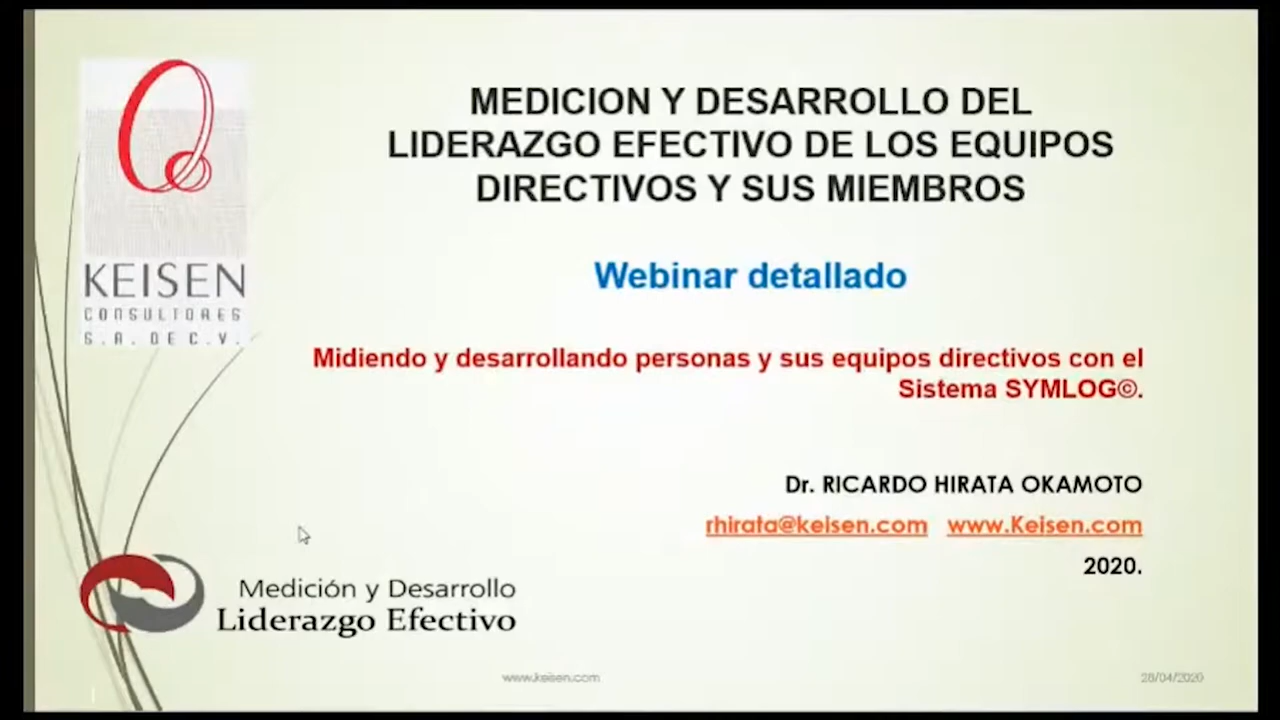 MEDICION Y DESARROLLO DEL
LIDERAZGO EFECTIVO DE LOS EQUIPOS
DIRECTIVOS Y SUS MIEMBROS
Webinar detallado
Midiendo y desarrollando personas y sus equipos directivos con el
Sistema SYMLOG©.
Dr. RICARDO HIRATA OKAMOTO
rhirata@keisen.com www.Keisen.com
2020.
KEISEN
CONSULTORES
S.A. DE C.V.
Medición y Desarrollo
Liderazgo Efectivo
www.keisen.com
28/04/2020